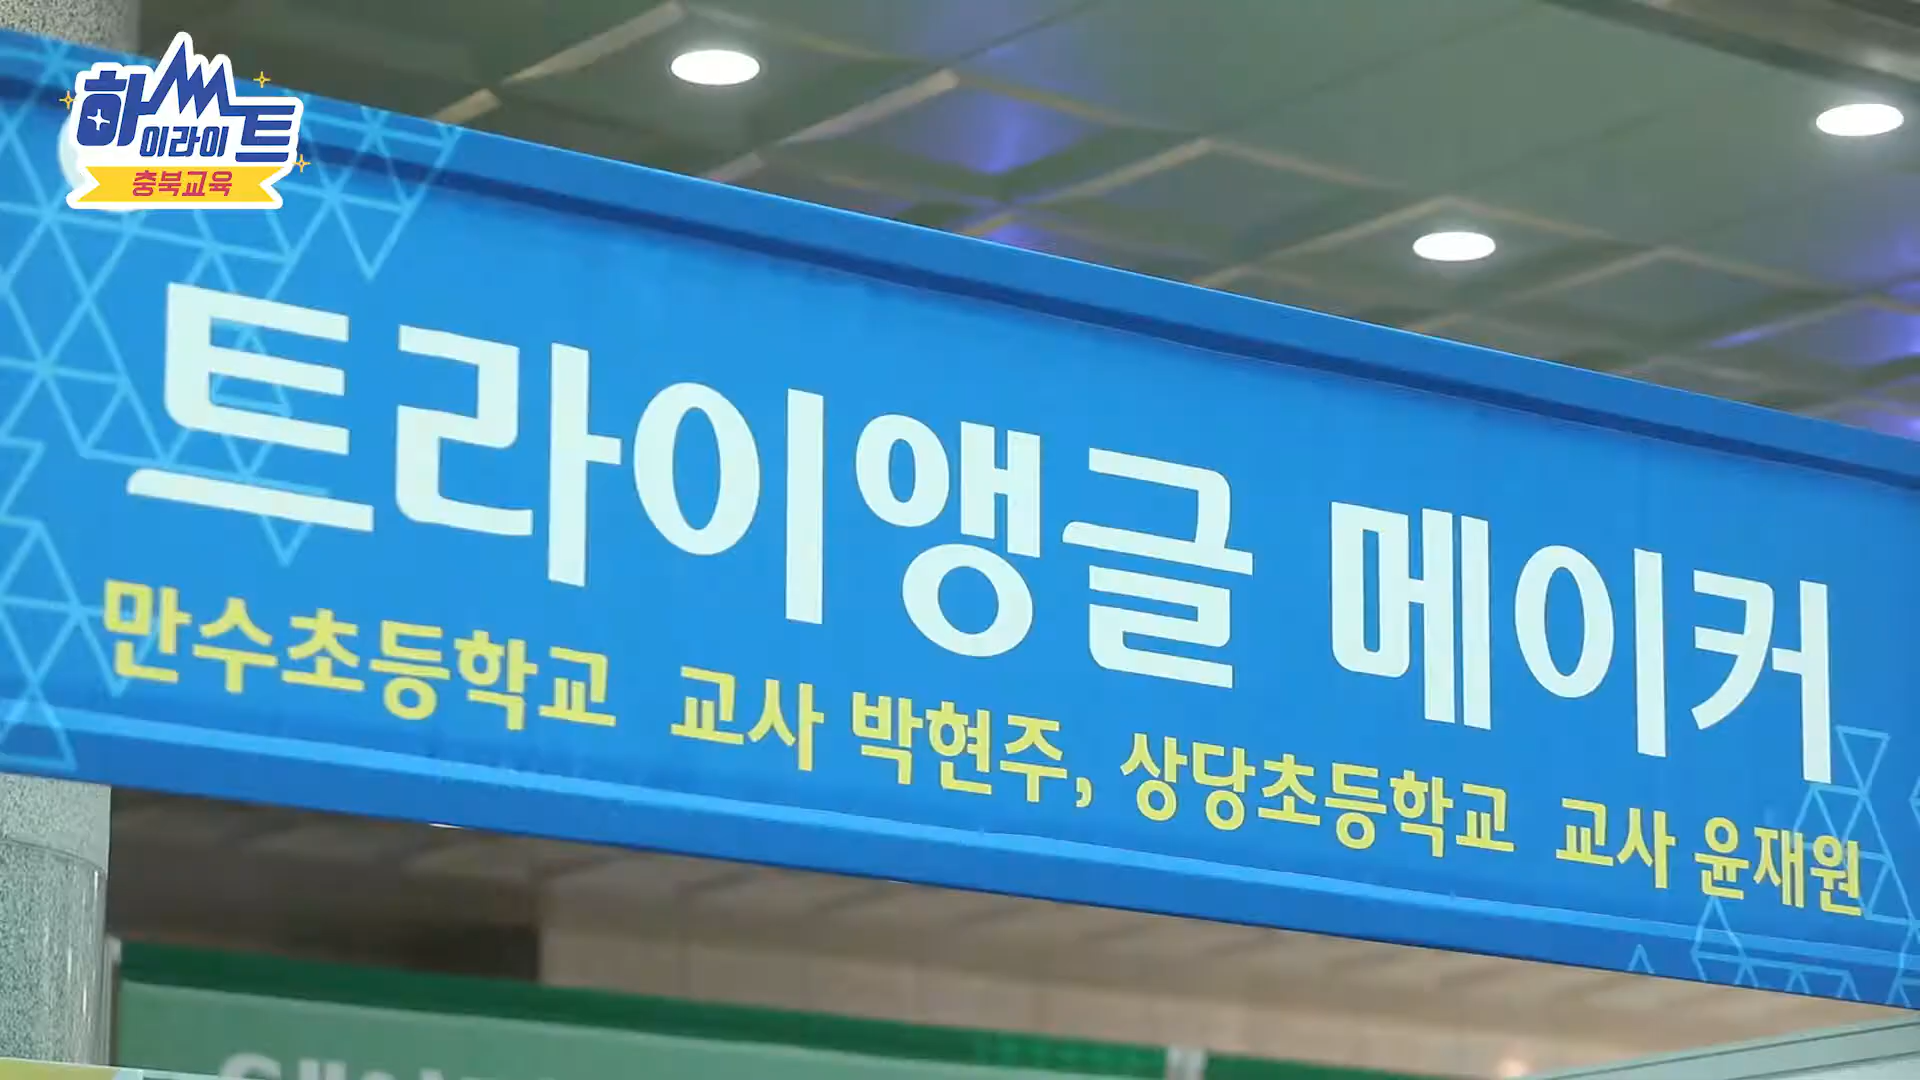 하이라이트
충북교육
트라이앵글 메이커
만수초등학교 교사 박현주, 상당초등학교 교사 윤재원